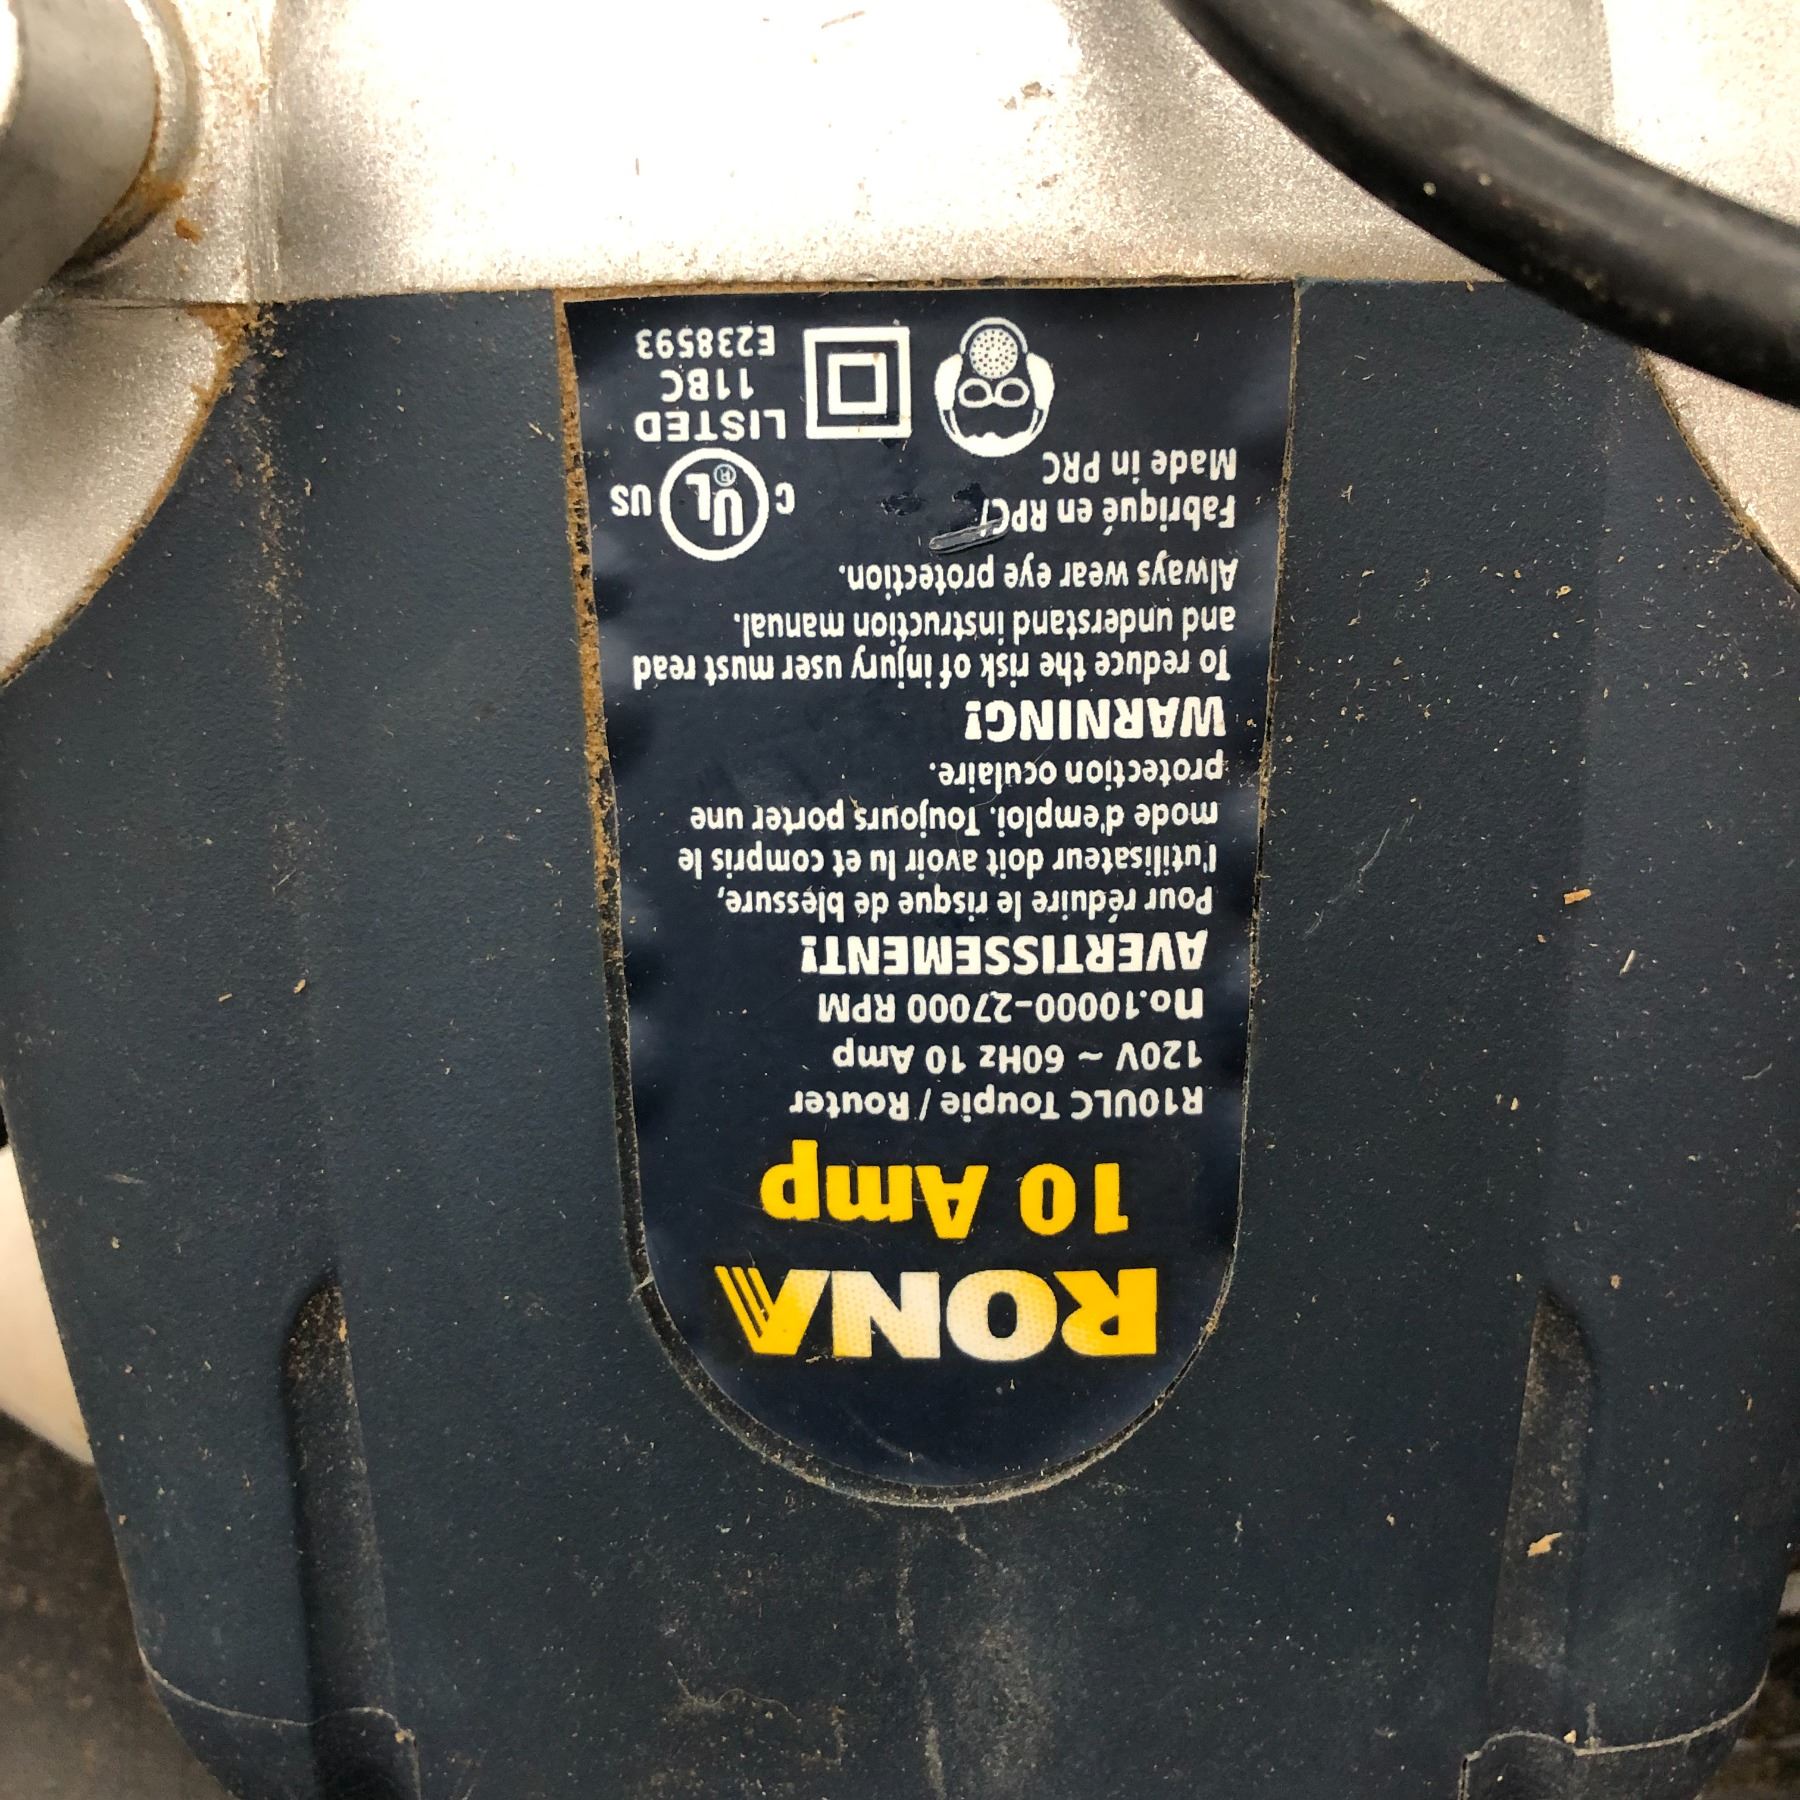 RONA
10 Amp
R10ULC Toupie / Router
120V ~ 60Hz 10 Amp
no.10000-27000 RPM
AVERTISSEMENT!
Pour réduire le risque de blessure,
l'utilisateur doit avoir lu et compris le
mode d'emploi. Toujours porter une
protection oculaire.
WARNING!
To reduce the risk of injury user must read
and understand instruction manual.
Always wear eye protection.
Fabriqué en RPC/
Made in PRC
C UL® US
LISTED
11BC
E238593